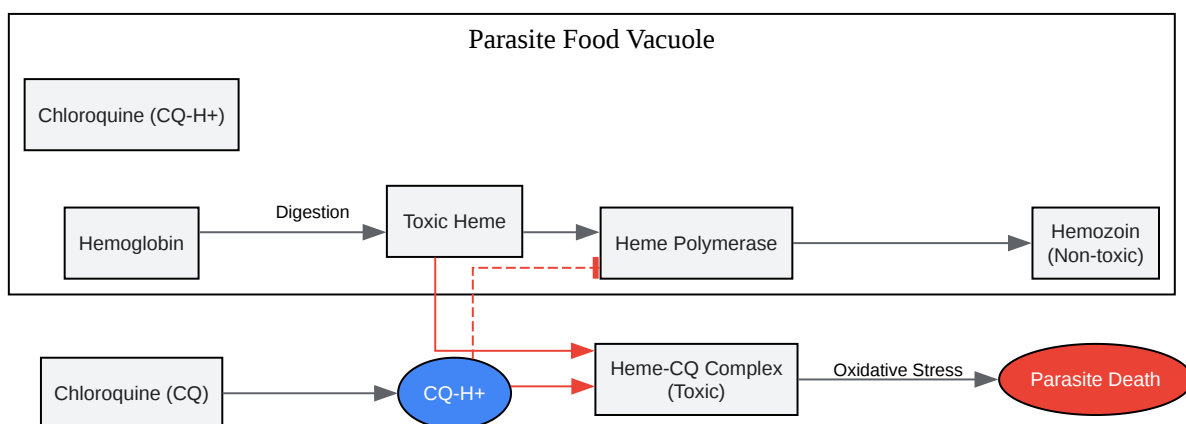 Parasite Food Vacuole
Chloroquine (CQ-H+)
Hemoglobin
Digestion
Toxic Heme
Heme Polymerase
Hemozoin
(Non-toxic)
Chloroquine (CQ)
CQ-H+
Heme-CQ Complex
(Toxic)
Oxidative Stress
Parasite Death